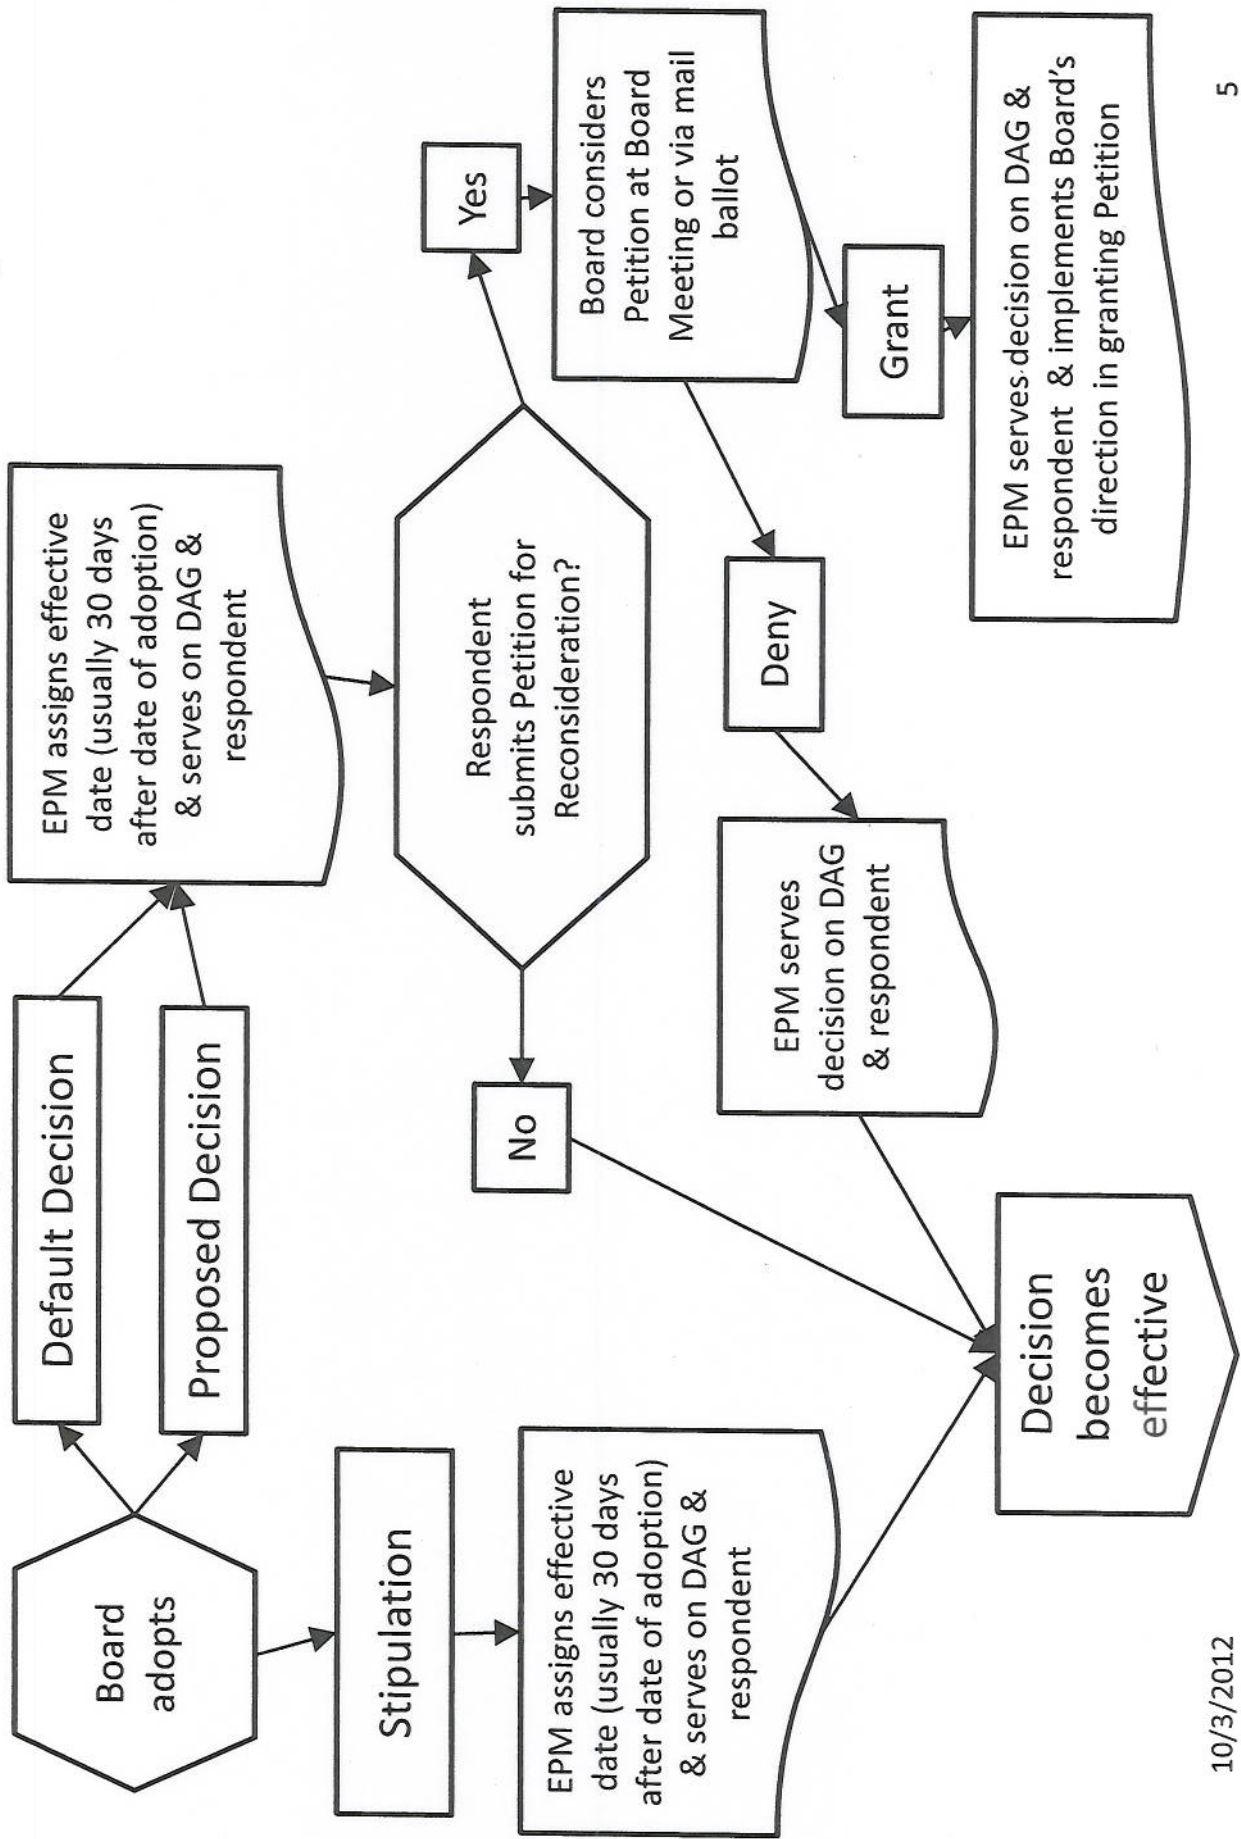 Board
adopts
Default Decision
Proposed Decision
EPM assigns effective
date (usually 30 days
after date of adoption)
& serves on DAG &
respondent
Stipulation
EPM assigns effective
date (usually 30 days
after date of adoption)
& serves on DAG &
respondent
Respondent
submits Petition for
Reconsideration?
No
Yes
Board considers
Petition at Board
Meeting or via mail
ballot
Deny
Grant
EPM serves
decision on DAG
& respondent
EPM serves decision on DAG &
respondent & implements Board's
direction in granting Petition
Decision
becomes
effective
10/3/2012
5